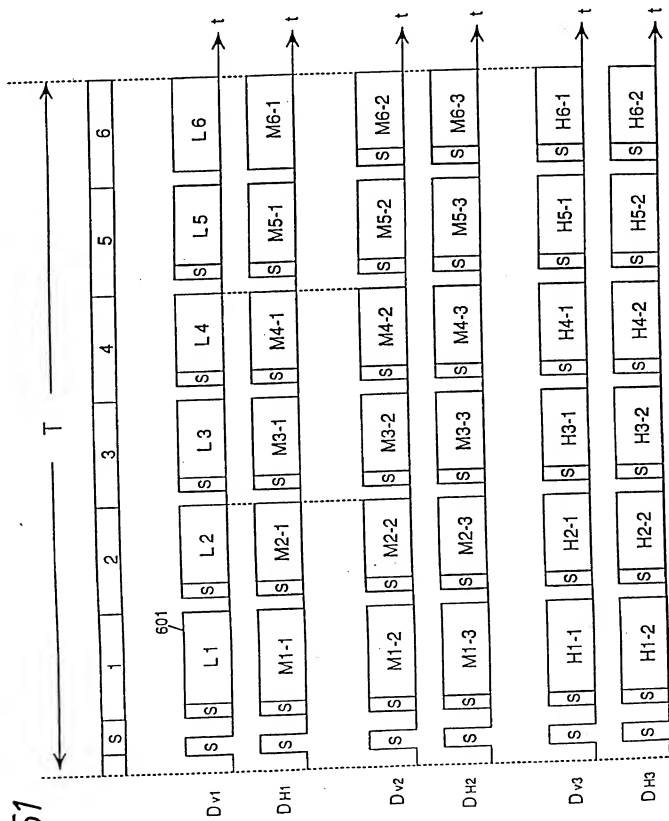 51
T
S 1 2 3 4 5 6
601
Dv1 S S L1 S L2 S L3 S L4 S L5 L6 t
DH1 S S M1-1 S M2-1 S M3-1 S M4-1 S M5-1 M6-1 t
Dv2 S S M1-2 S M2-2 S M3-2 S M4-2 S M5-2 S M6-2 t
DH2 S S M1-3 S M2-3 S M3-3 S M4-3 S M5-3 S M6-3 t
Dv3 S S H1-1 S H2-1 S H3-1 S H4-1 S H5-1 S H6-1 t
DH3 S S H1-2 S H2-2 S H3-2 S H4-2 S H5-2 S H6-2 t